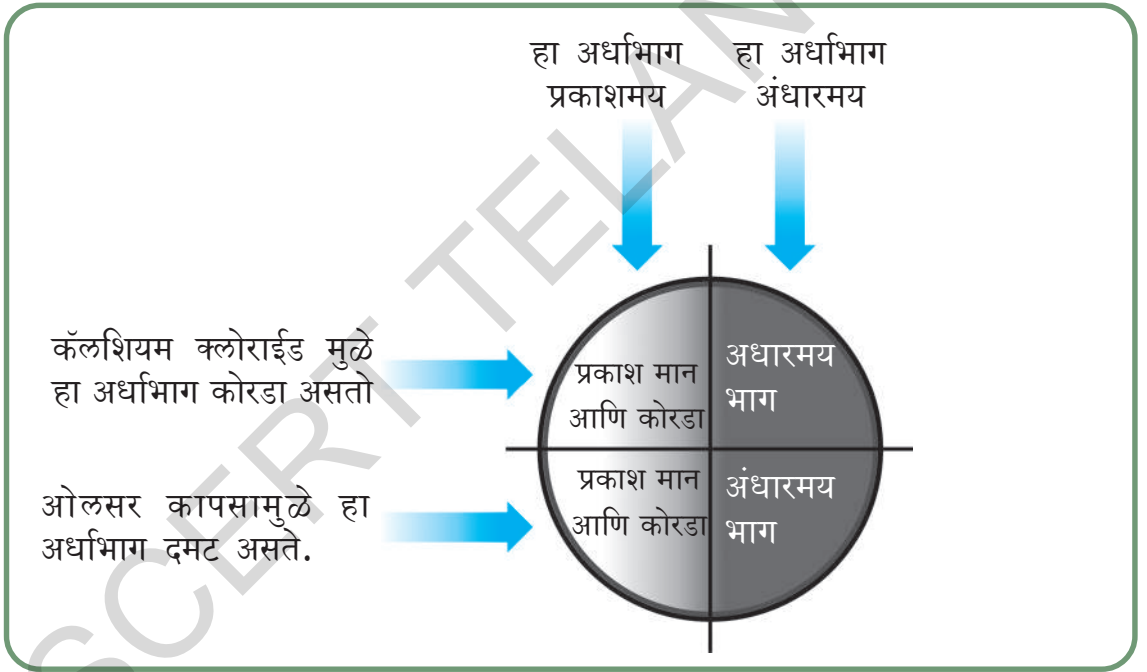 हा अर्धाभाग
प्रकाशमय
हा अर्धाभाग
अंधारमय
कॅलशियम क्लोराईड मुळे
हा अर्धाभाग कोरडा असतो
ओलसर कापसामुळे हा
अर्धाभाग दमट असते.
प्रकाश मान
आणि कोरडा
अधारमय
भाग
प्रकाश मान
आणि कोरडा
अंधारमय
भाग
SCERT TELAN